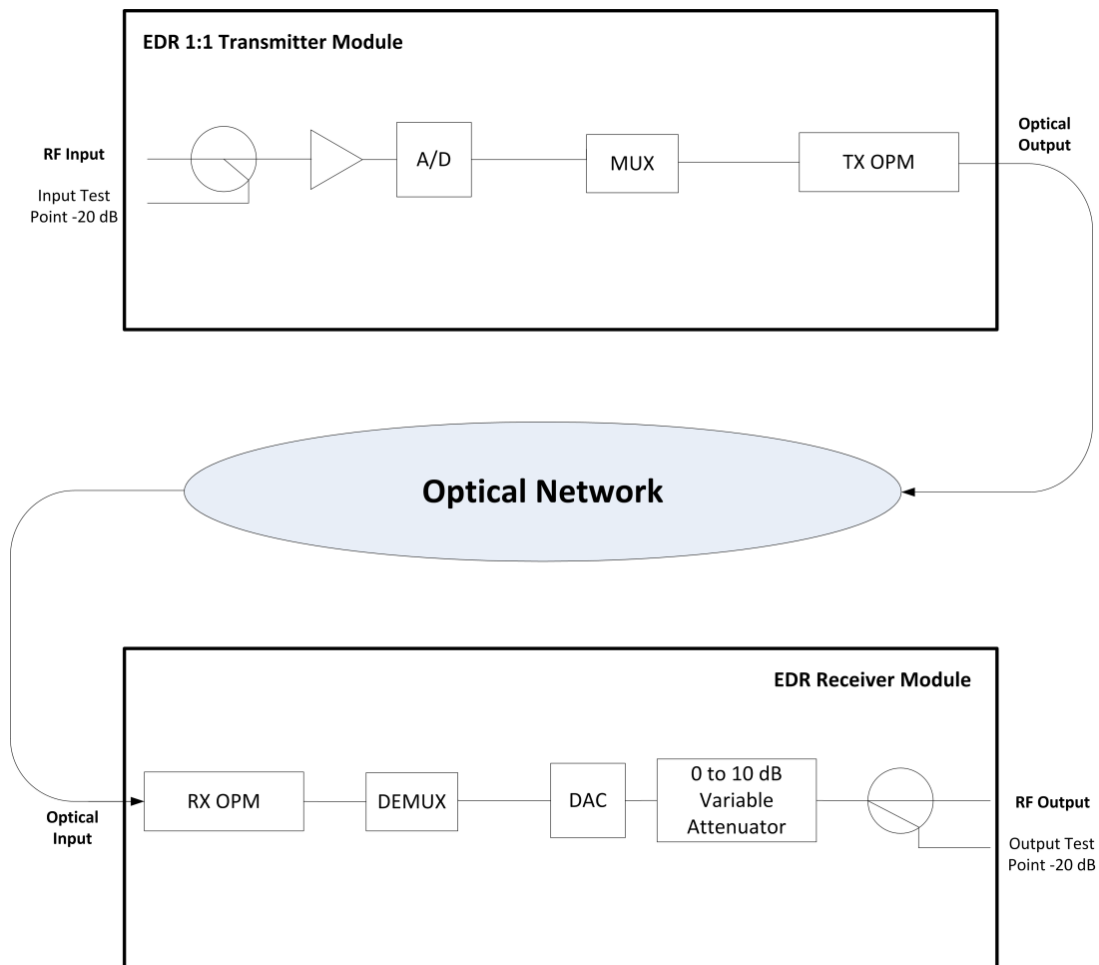 EDR 1:1 Transmitter Module
RF Input
Input Test
Point -20 dB
A/D
MUX
TX OPM
Optical
Output
Optical Network
EDR Receiver Module
Optical
Input
RX OPM
DEMUX
DAC
0 to 10 dB
Variable
Attenuator
RF Output
Output Test
Point -20 dB